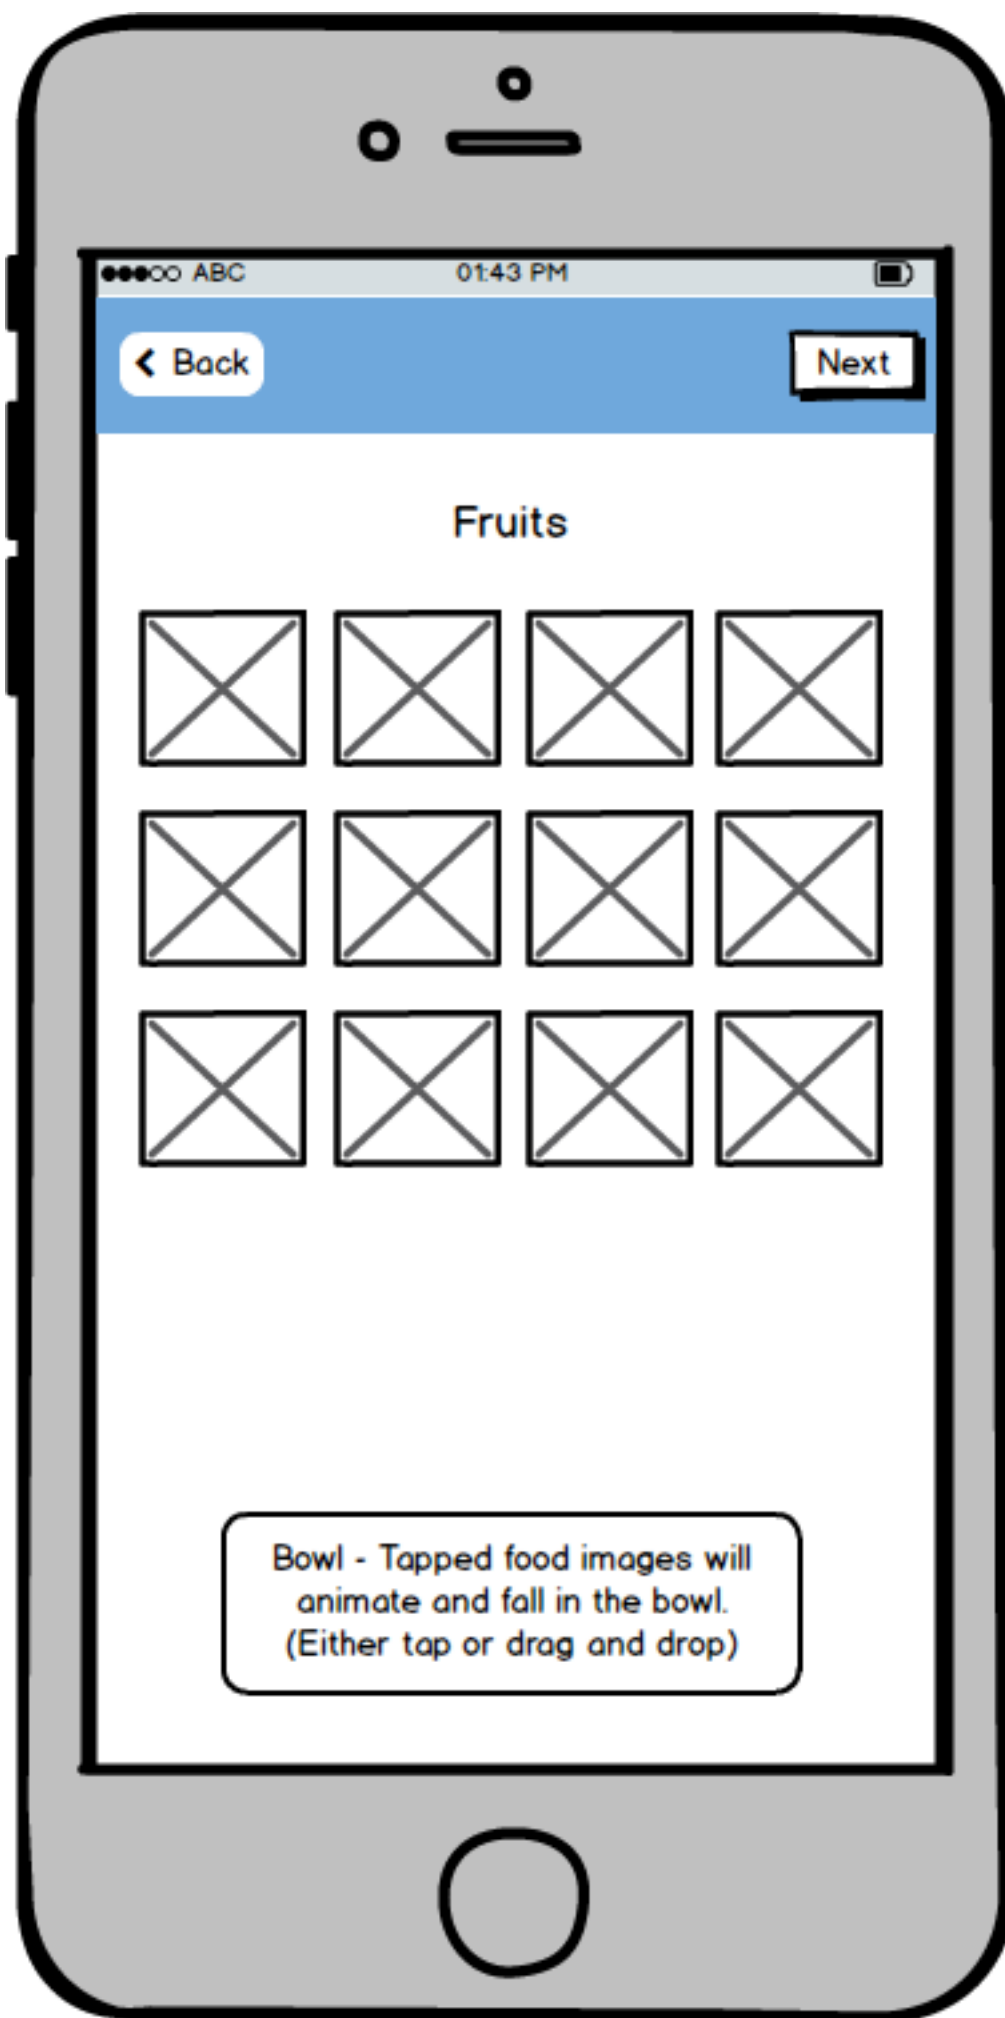 ABC 01:43 PM
Back Next
Fruits
Bowl - Tapped food images will
animate and fall in the bowl.
(Either tap or drag and drop)